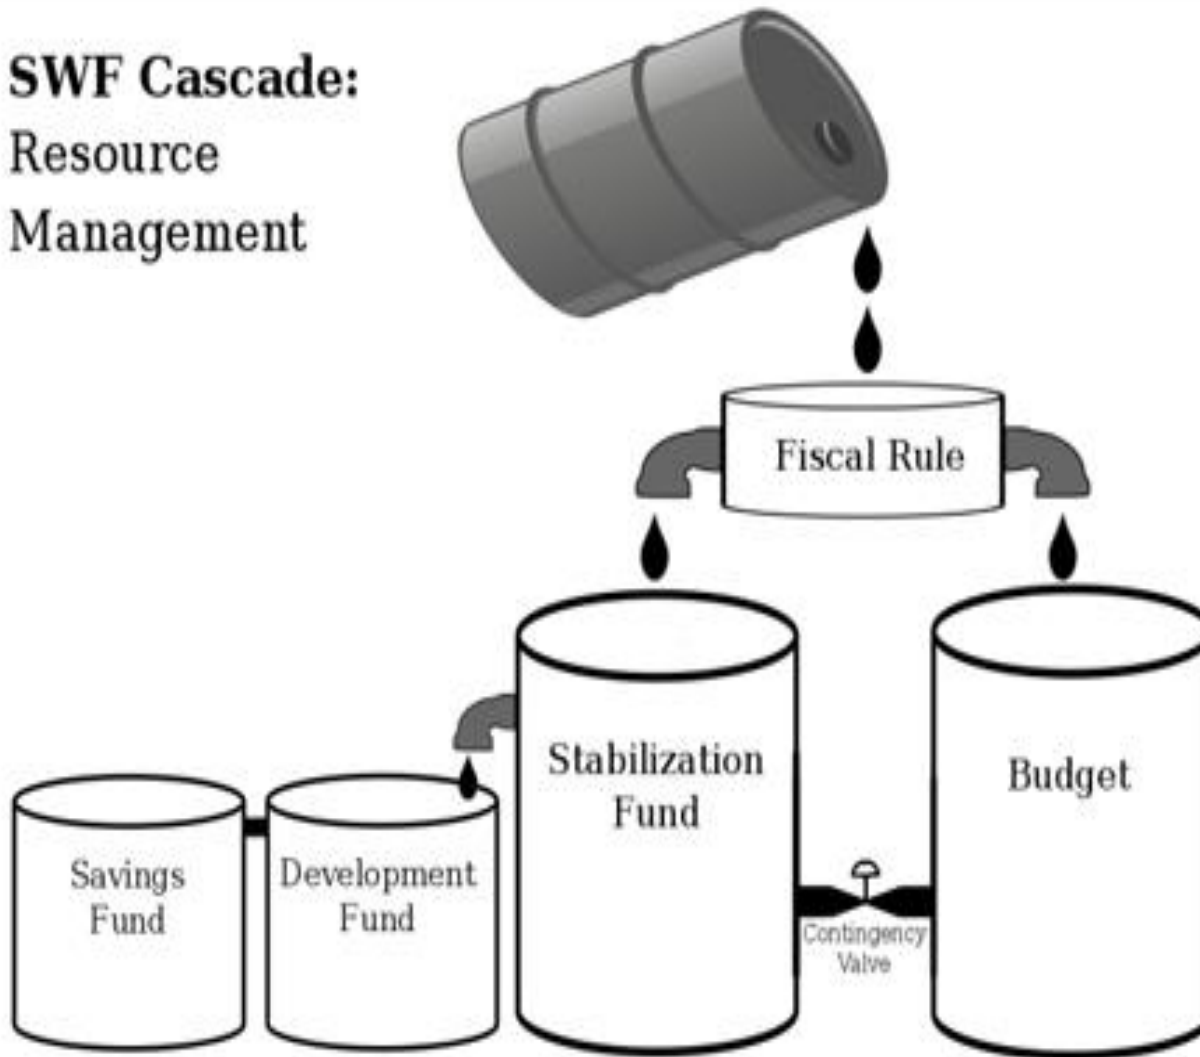 SWF Cascade:
Resource
Management
Fiscal Rule
Stabilization
Fund
Budget
Savings
Fund
Development
Fund
Contingency
Valve